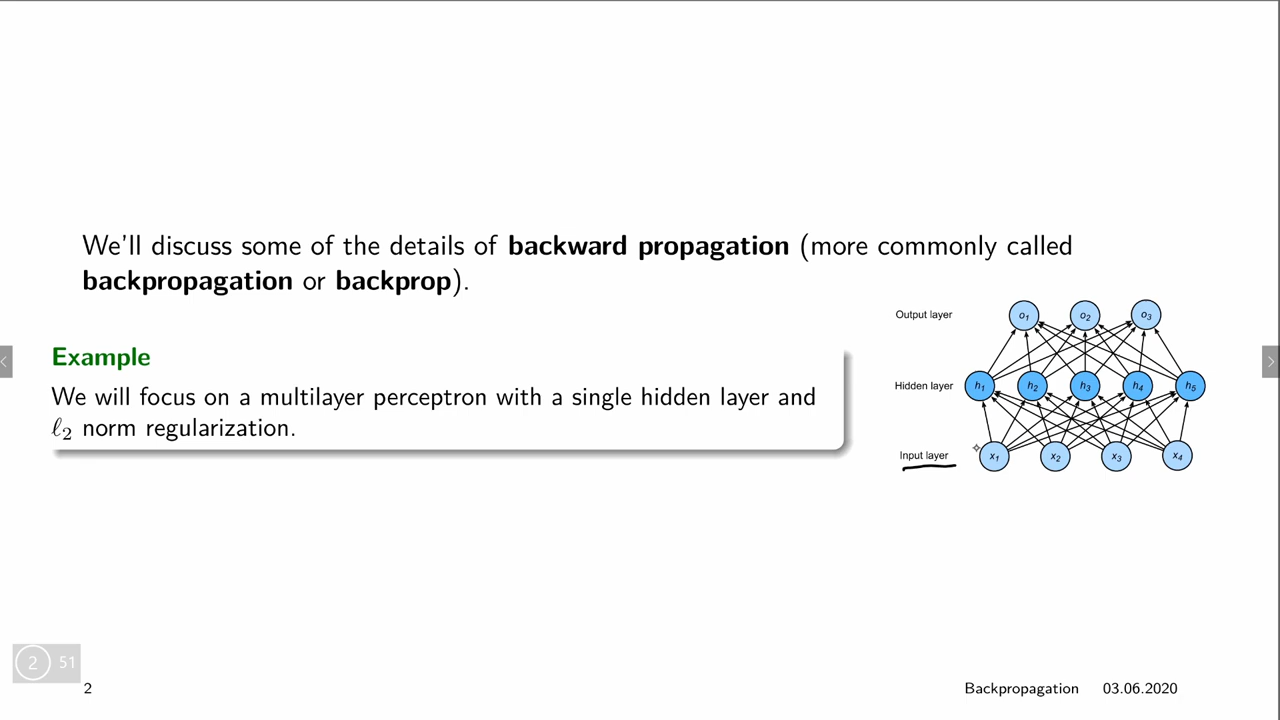 We'll discuss some of the details of backward propagation (more commonly called
backpropagation or backprop).
Output layer o1 o2 o3
Example
Hidden layer h1 h2 h3 h4 h5
We will focus on a multilayer perceptron with a single hidden layer and
ℓ2 norm regularization.
Input layer x1 x2 x3 x4
2 51
2 Backpropagation 03.06.2020